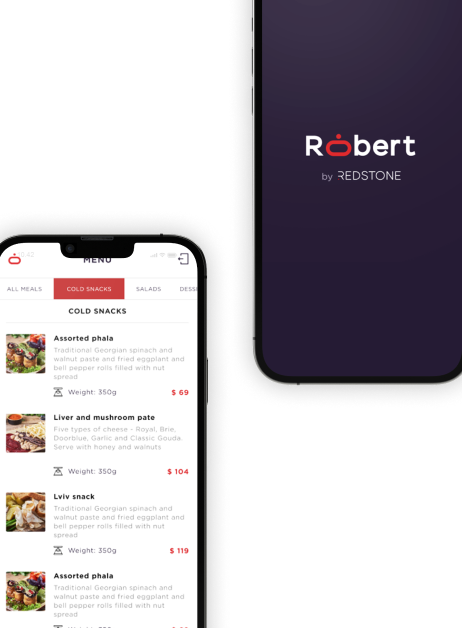 Robert
by REDSTONE
MENU
ALL MEALS COLD SNACKS SALADS
COLD SNACKS
Assorted phala
Traditional Georgian spinach and
walnut paste and fried eggplant and
bell pepper rolls filled with nut
spread
Weight: 350g $ 69
Liver and mushroom pate
Five types of cheese - Royal, Brie,
Doorblue, Garlic and Classic Gouda.
Serve with honey and walnuts
Weight: 350g $ 104
Lviv snack
Traditional Georgian spinach and
walnut paste and fried eggplant and
bell pepper rolls filled with nut
spread
Weight: 350g $ 119
Assorted phala
Traditional Georgian spinach and
walnut paste and fried eggplant and
bell pepper rolls filled with nut
spread